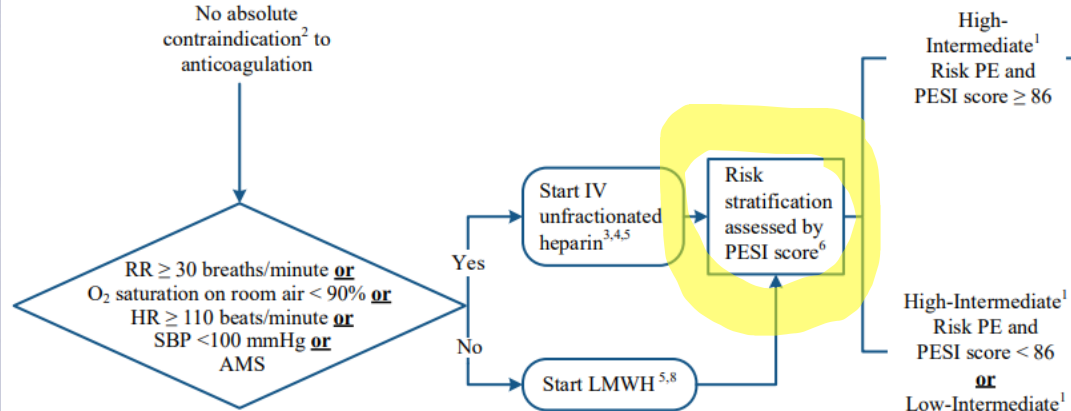 No absolute
contraindication² to
anticoagulation
RR ≥ 30 breaths/minute or
O₂ saturation on room air < 90% or
HR ≥ 110 beats/minute or
SBP <100 mmHg or
AMS
Yes
No
Start IV
unfractionated
heparin³,⁴,⁵
Start LMWH ⁵,⁸
Risk
stratification
assessed by
PESI score⁶
High-
Intermediate¹
Risk PE and
PESI score ≥ 86
High-Intermediate¹
Risk PE and
PESI score < 86
or
Low-Intermediate¹